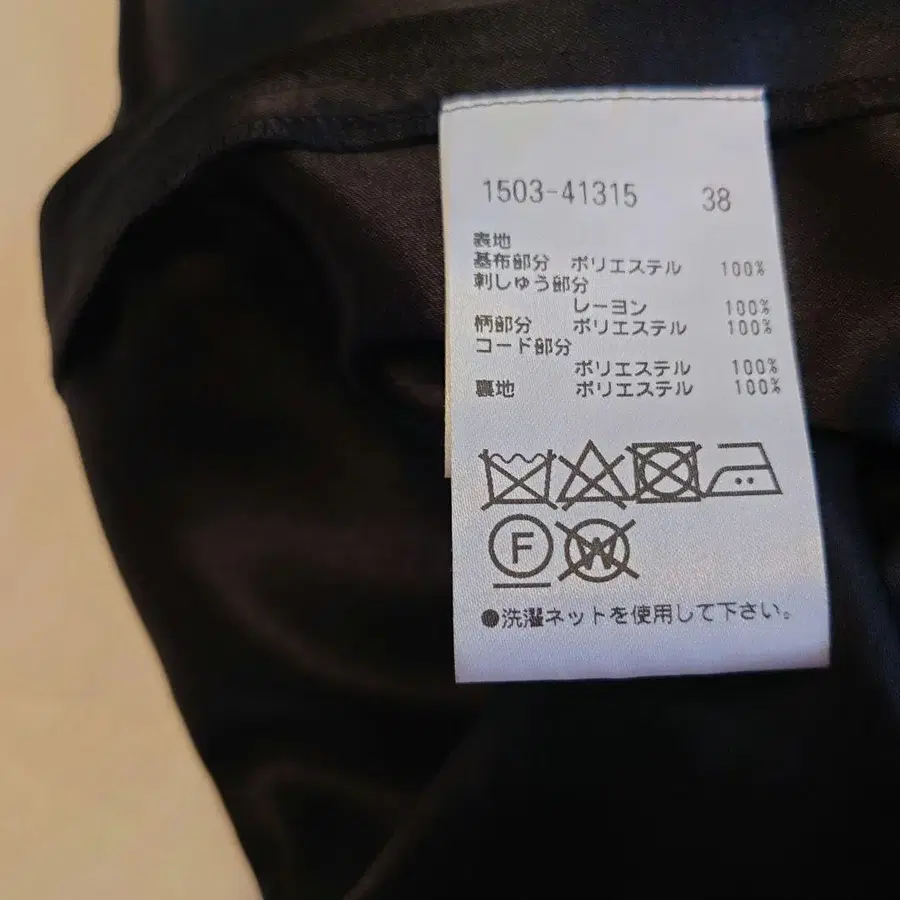 1503-41315 38
表地
基布部分 ポリエステル 100%
刺しゅう部分
レーヨン 100%
柄部分 ポリエステル 100%
コード部分
ポリエステル 100%
裏地 ポリエステル 100%
F W
●洗濯ネットを使用して下さい。